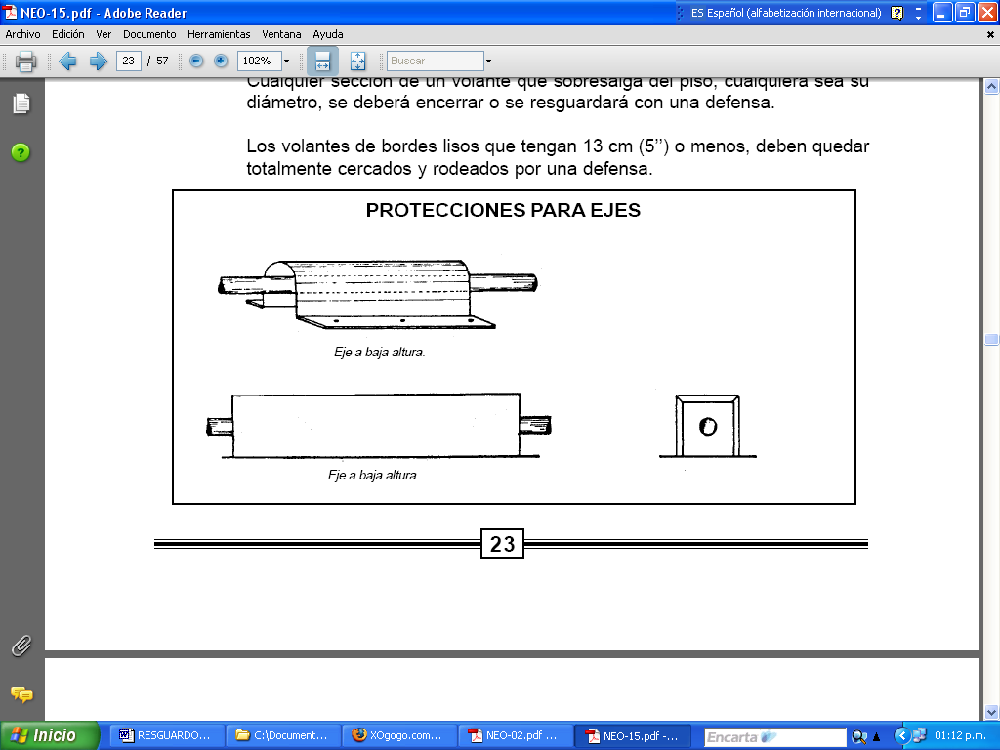 NEO-15.pdf - Adobe Reader
ES Español (alfabetización internacional)
Archivo Edición Ver Documento Herramientas Ventana Ayuda
23 / 57 102% Buscar
Cualquier sección de un volante que sobresalga del piso, cualquiera sea su
diámetro, se deberá encerrar o se resguardará con una defensa.
Los volantes de bordes lisos que tengan 13 cm (5’’) o menos, deben quedar
totalmente cercados y rodeados por una defensa.
PROTECCIONES PARA EJES
Eje a baja altura.
Eje a baja altura.
23
Inicio RESGUARDO... C:\Document... XOgogo.com... NEO-02.pdf ... NEO-15.pdf -... Encarta 01:12 p.m.